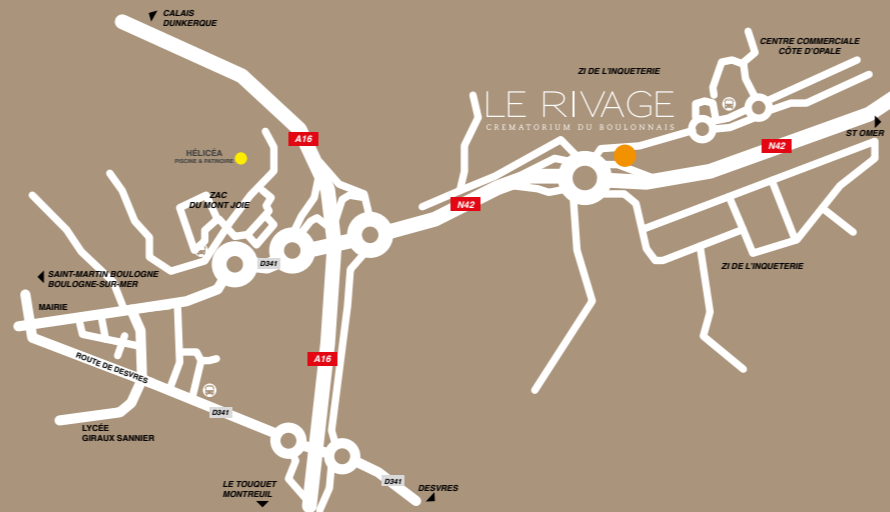 CALAIS
DUNKERQUE
CENTRE COMMERCIALE
CÔTE D'OPALE
ZI DE L'INQUETERIE
LE RIVAGE
CREMATORIUM DU BOULONNAIS
ST OMER
A16
N42
HÉLICÉA
PISCINE & PATINOIRE
ZAC
DU MONT JOIE
N42
D341
ZI DE L'INQUETERIE
SAINT-MARTIN BOULOGNE
BOULOGNE-SUR-MER
MAIRIE
A16
ROUTE DE DESVRES
D341
LYCÉE
GIRAUX SANNIER
D341
LE TOUQUET
MONTREUIL
DESVRES